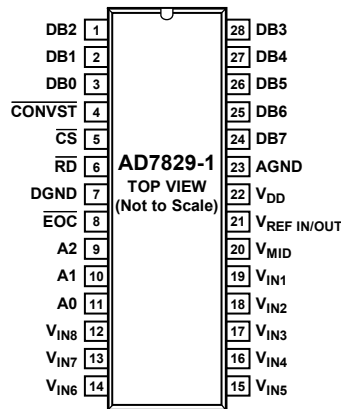 DB2 1
DB1 2
DB0 3
CONVST 4
CS 5
RD 6
DGND 7
EOC 8
A2 9
A1 10
A0 11
VIN8 12
VIN7 13
VIN6 14
AD7829-1
TOP VIEW
(Not to Scale)
28 DB3
27 DB4
26 DB5
25 DB6
24 DB7
23 AGND
22 VDD
21 VREF IN/OUT
20 VMID
19 VIN1
18 VIN2
17 VIN3
16 VIN4
15 VIN5